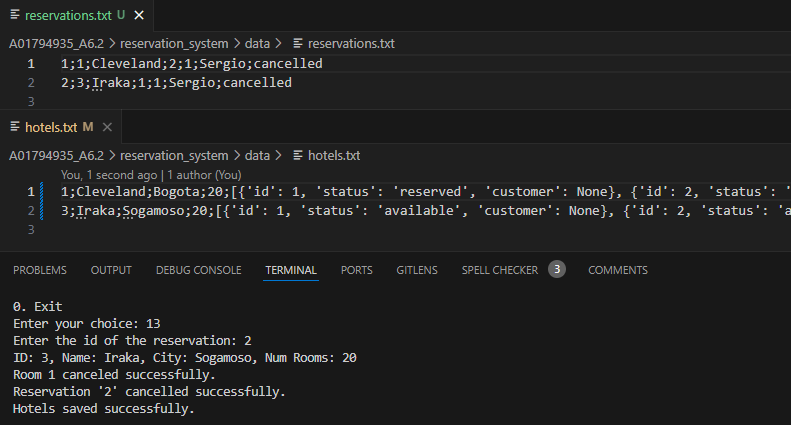 reservations.txt U
A01794935_A6.2 > reservation_system > data > reservations.txt
1 1;1;Cleveland;2;1;Sergio;cancelled
2 2;3;Iraka;1;1;Sergio;cancelled
3
hotels.txt M
A01794935_A6.2 > reservation_system > data > hotels.txt
You, 1 second ago | 1 author (You)
1 1;Cleveland;Bogota;20;[{'id': 1, 'status': 'reserved', 'customer': None}, {'id': 2, 'status': '
2 3;Iraka;Sogamoso;20;[{'id': 1, 'status': 'available', 'customer': None}, {'id': 2, 'status': 'a
3
PROBLEMS OUTPUT DEBUG CONSOLE TERMINAL PORTS GITLENS SPELL CHECKER 3 COMMENTS
0. Exit
Enter your choice: 13
Enter the id of the reservation: 2
ID: 3, Name: Iraka, City: Sogamoso, Num Rooms: 20
Room 1 canceled successfully.
Reservation '2' cancelled successfully.
Hotels saved successfully.